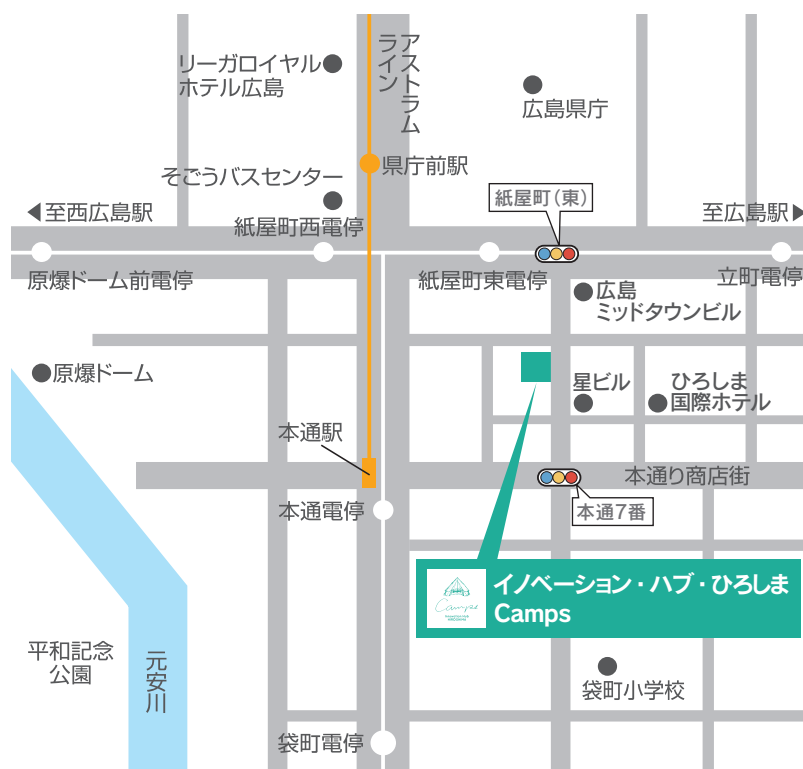 アストラム
ライン
リーガロイヤル
ホテル広島
広島県庁
県庁前駅
そごうバスセンター
紙屋町（東）
◀至西広島駅
至広島駅▶
紙屋町西電停
原爆ドーム前電停
紙屋町東電停
立町電停
広島
ミッドタウンビル
原爆ドーム
星ビル
ひろしま
国際ホテル
本通駅
本通り商店街
本通電停
本通7番
イノベーション・ハブ・ひろしま
Camps
Camps
平和記念
公園
元安川
袋町小学校
袋町電停